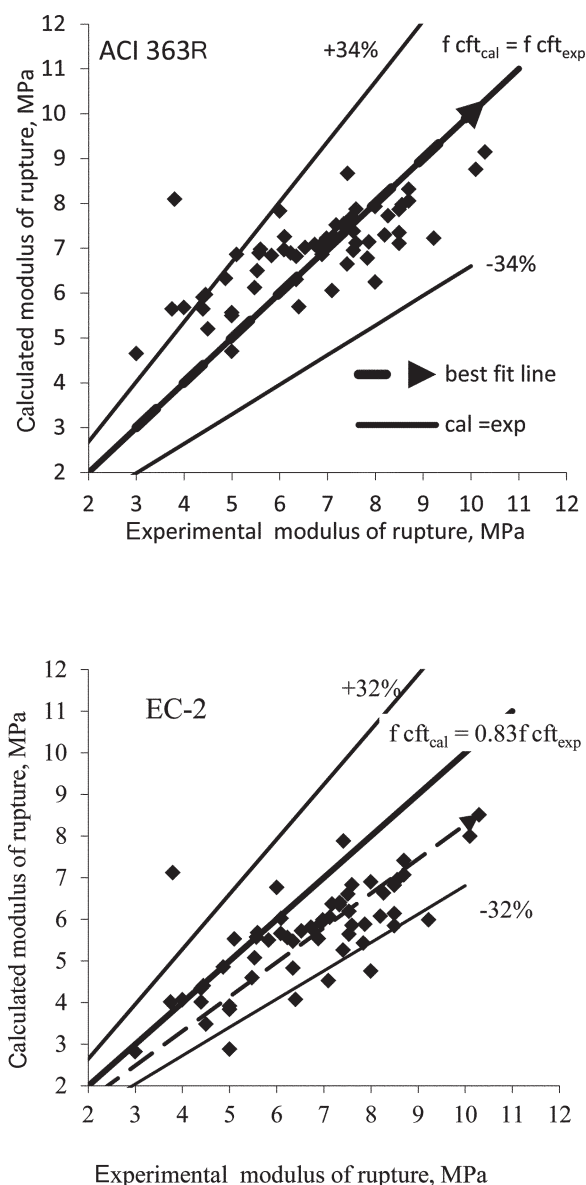 12
11
10
9
8
7
6
5
4
3
2
Calculated modulus of rupture, MPa
ACI 363R
+34%
f cft_cal = f cft_exp
-34%
best fit line
cal =exp
2 3 4 5 6 7 8 9 10 11 12
Experimental modulus of rupture, MPa
12
11
10
9
8
7
6
5
4
3
2
Calculated modulus of rupture, MPa
EC-2
+32%
f cft_cal = 0.83f cft_exp
-32%
2 3 4 5 6 7 8 9 10 11 12
Experimental modulus of rupture, MPa